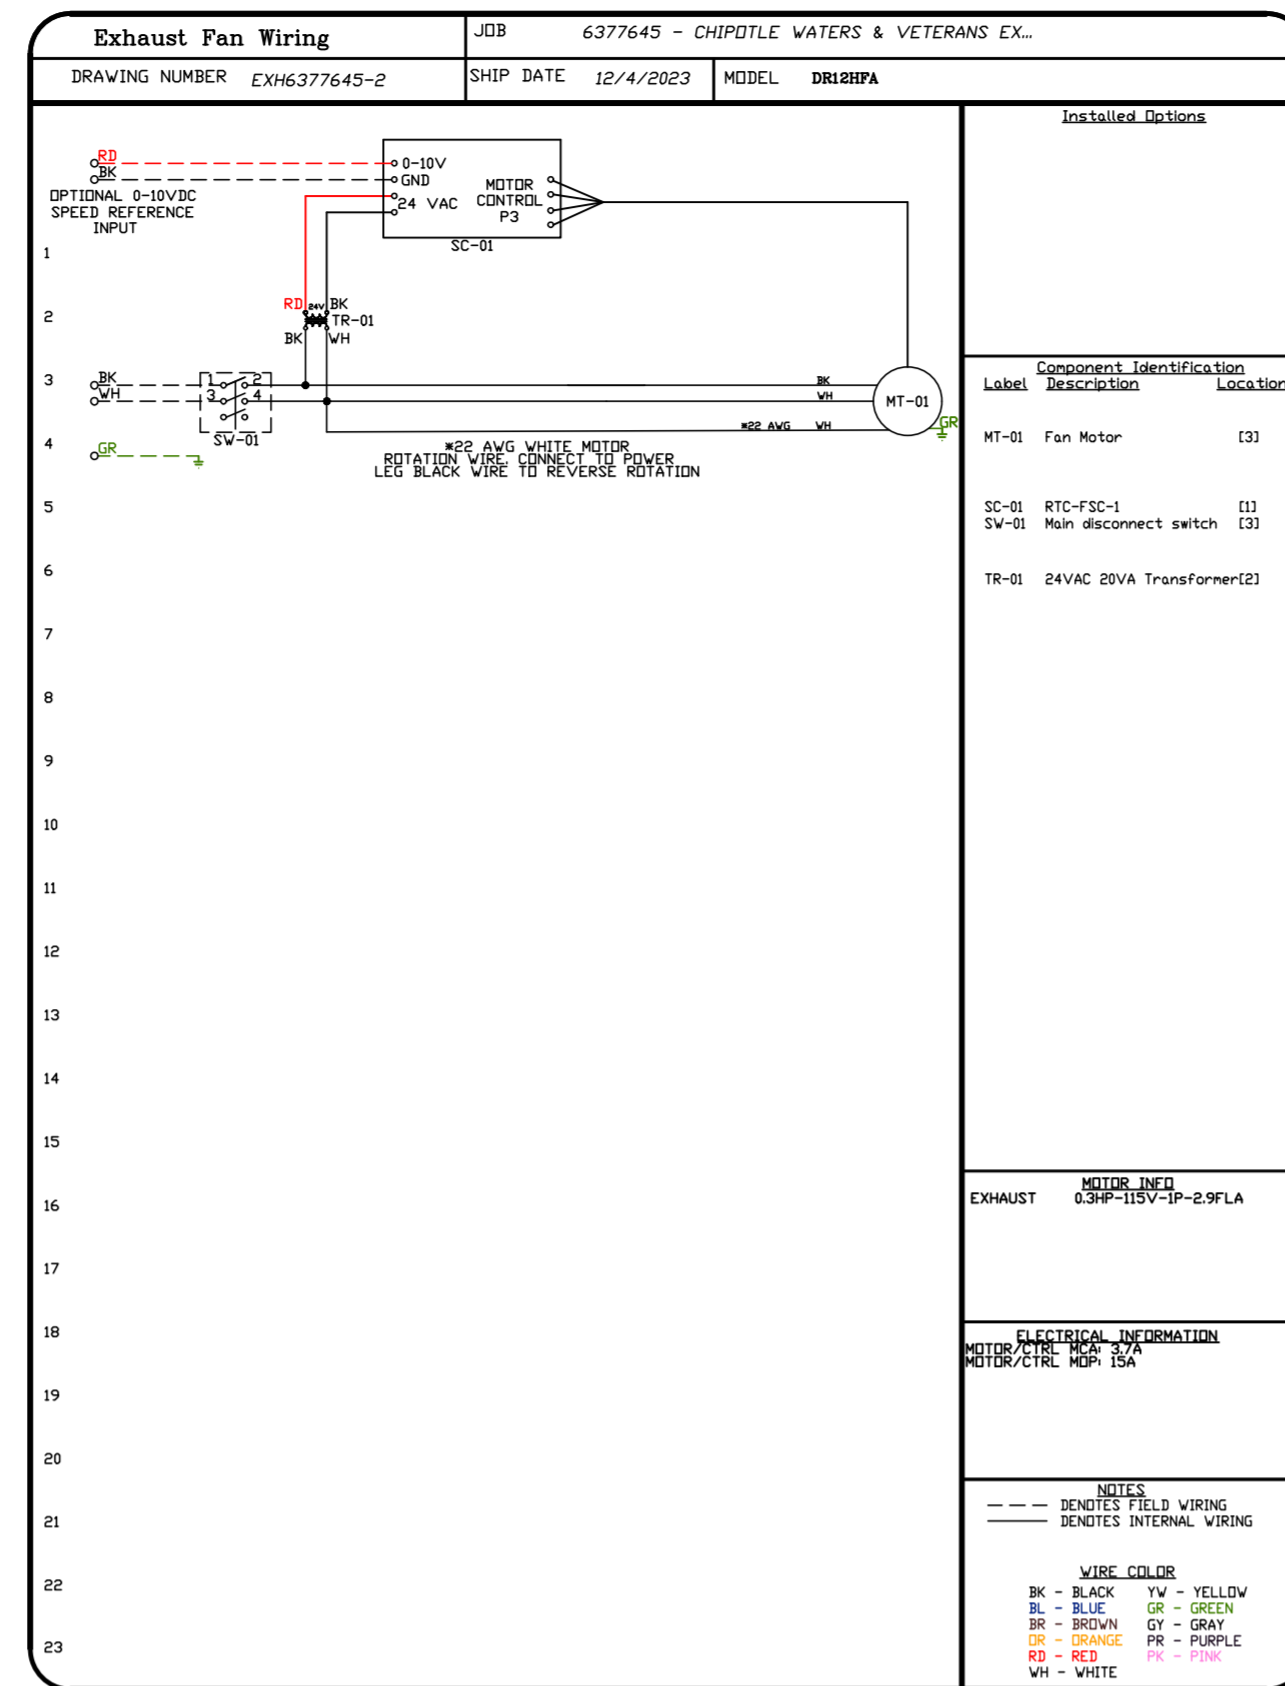 Exhaust Fan Wiring
JOB 6377645 - CHIPOTLE WATERS & VETERANS EX...
DRAWING NUMBER EXH6377645-2
SHIP DATE 12/4/2023
MODEL DR12HFA
RD
BK
OPTIONAL 0-10VDC
SPEED REFERENCE
INPUT
0-10V
GND
24 VAC
MOTOR
CONTROL
P3
SC-01
RD 24V BK
TR-01
BK WH
BK
WH
1 2
3 4
SW-01
GR
BK
WH
*22 AWG WH
MT-01
GR
*22 AWG WHITE MOTOR
ROTATION WIRE. CONNECT TO POWER
LEG BLACK WIRE TO REVERSE ROTATION
1
2
3
4
5
6
7
8
9
10
11
12
13
14
15
16
17
18
19
20
21
22
23
Installed Options
Component Identification
Label Description Location
MT-01 Fan Motor [3]
SC-01 RTC-FSC-1 [1]
SW-01 Main disconnect switch [3]
TR-01 24VAC 20VA Transformer[2]
MOTOR INFO
EXHAUST 0.3HP-115V-1P-2.9FLA
ELECTRICAL INFORMATION
MOTOR/CTRL MCA: 3.7A
MOTOR/CTRL MOP: 15A
NOTES
DENOTES FIELD WIRING
DENOTES INTERNAL WIRING
WIRE COLOR
BK - BLACK YW - YELLOW
BL - BLUE GR - GREEN
BR - BROWN GY - GRAY
OR - ORANGE PR - PURPLE
RD - RED PK - PINK
WH - WHITE